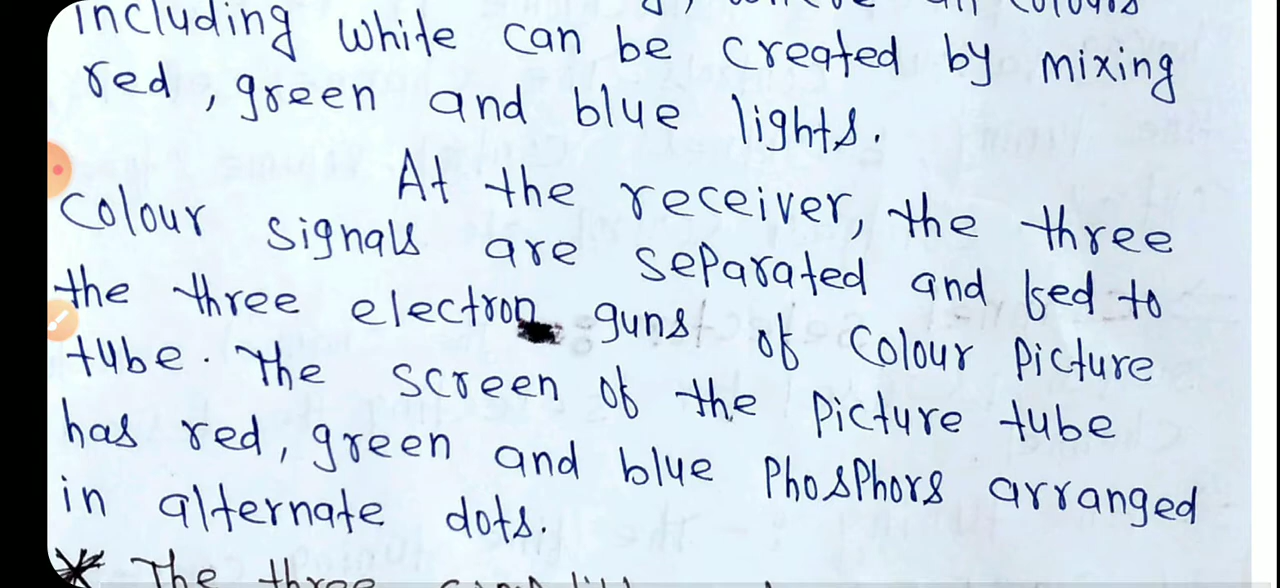 including white can be created by mixing
red, green and blue lights.
At the receiver, the three
colour signals are separated and fed to
the three electron guns of colour picture
tube. The screen of the picture tube
has red, green and blue Phosphors arranged
in alternate dots.
* The three